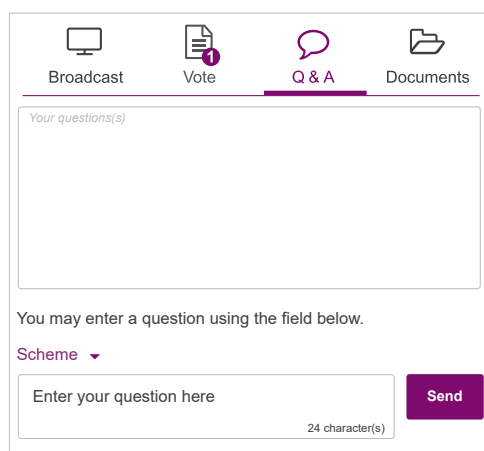 Broadcast
Vote
1
Q & A
Documents
Your questions(s)
You may enter a question using the field below.
Scheme
Enter your question here
Send
24 character(s)